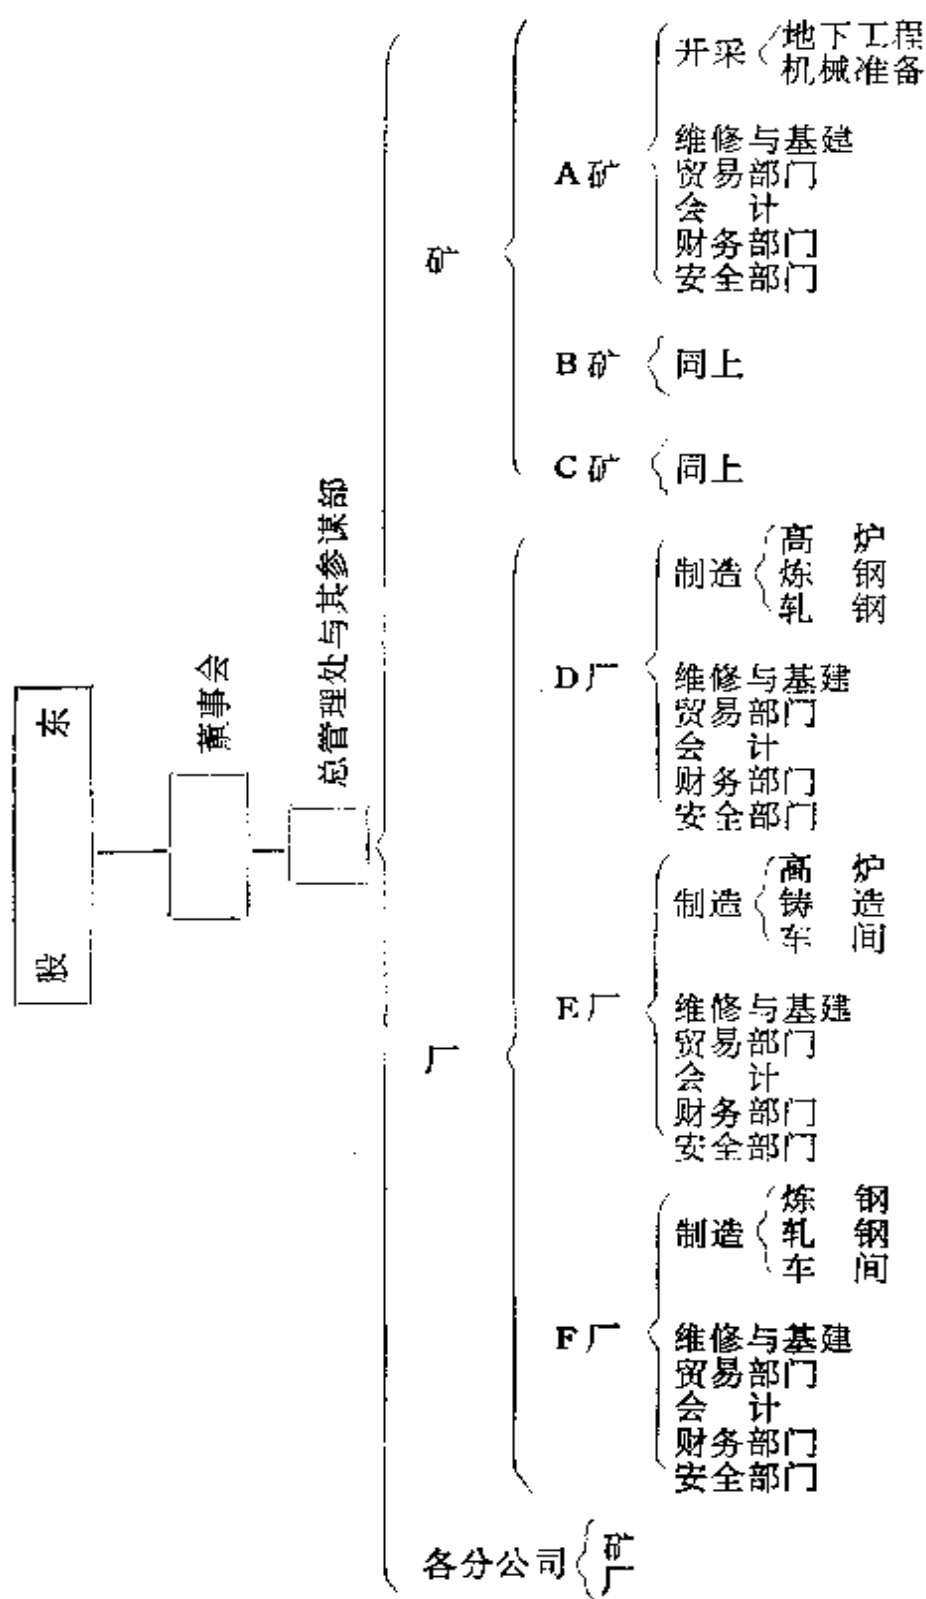 股东
董事会
总管理处与其参谋部
矿
A矿
开采
地下工程
机械准备
维修与基建
贸易部门
会计
财务部门
安全部门
B矿
同上
C矿
同上
厂
D厂
制造
高炉
炼钢
轧钢
维修与基建
贸易部门
会计
财务部门
安全部门
E厂
制造
高炉
铸造
车间
维修与基建
贸易部门
会计
财务部门
安全部门
F厂
制造
炼钢
轧钢
车间
维修与基建
贸易部门
会计
财务部门
安全部门
各分公司
矿
厂